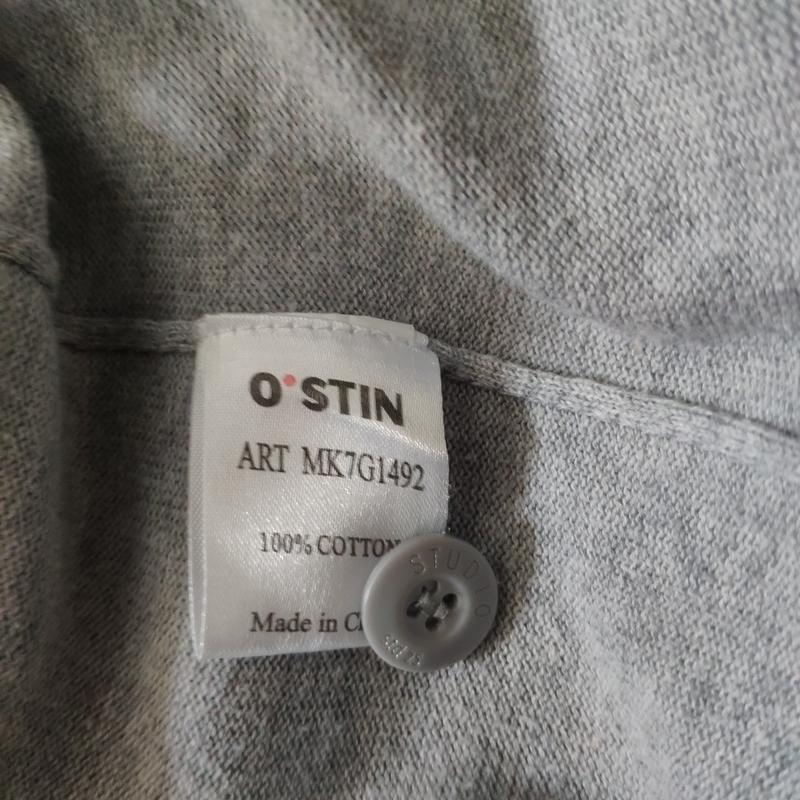 O'STIN
ART MK7G1492
100% COTTON
Made in C
STUDIO